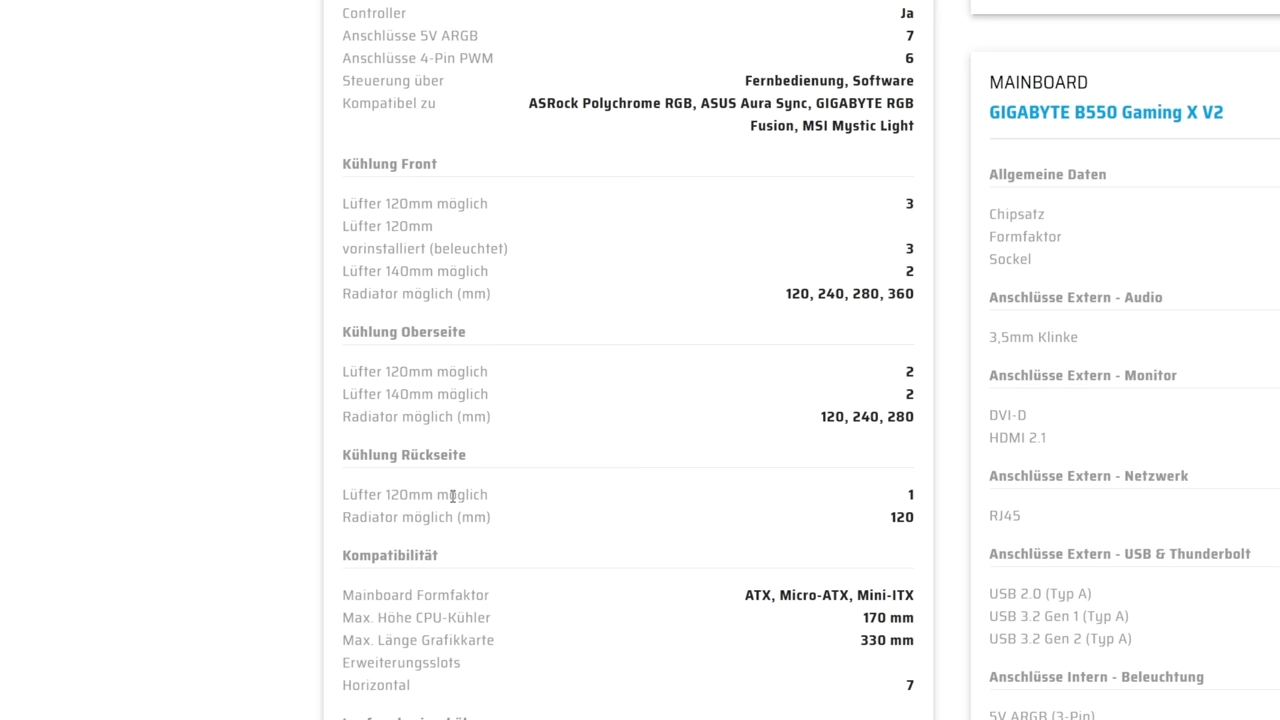 Controller Ja
Anschlüsse 5V ARGB 7
Anschlüsse 4-Pin PWM 6
Steuerung über Fernbedienung, Software
Kompatibel zu ASRock Polychrome RGB, ASUS Aura Sync, GIGABYTE RGB
Fusion, MSI Mystic Light
Kühlung Front
Lüfter 120mm möglich 3
Lüfter 120mm
vorinstalliert (beleuchtet) 3
Lüfter 140mm möglich 2
Radiator möglich (mm) 120, 240, 280, 360
Kühlung Oberseite
Lüfter 120mm möglich 2
Lüfter 140mm möglich 2
Radiator möglich (mm) 120, 240, 280
Kühlung Rückseite
Lüfter 120mm möglich 1
Radiator möglich (mm) 120
Kompatibilität
Mainboard Formfaktor ATX, Micro-ATX, Mini-ITX
Max. Höhe CPU-Kühler 170 mm
Max. Länge Grafikkarte 330 mm
Erweiterungsslots
Horizontal 7
MAINBOARD
GIGABYTE B550 Gaming X V2
Allgemeine Daten
Chipsatz
Formfaktor
Sockel
Anschlüsse Extern - Audio
3,5mm Klinke
Anschlüsse Extern - Monitor
DVI-D
HDMI 2.1
Anschlüsse Extern - Netzwerk
RJ45
Anschlüsse Extern - USB & Thunderbolt
USB 2.0 (Typ A)
USB 3.2 Gen 1 (Typ A)
USB 3.2 Gen 2 (Typ A)
Anschlüsse Intern - Beleuchtung
5V ARGB (3-Pin)